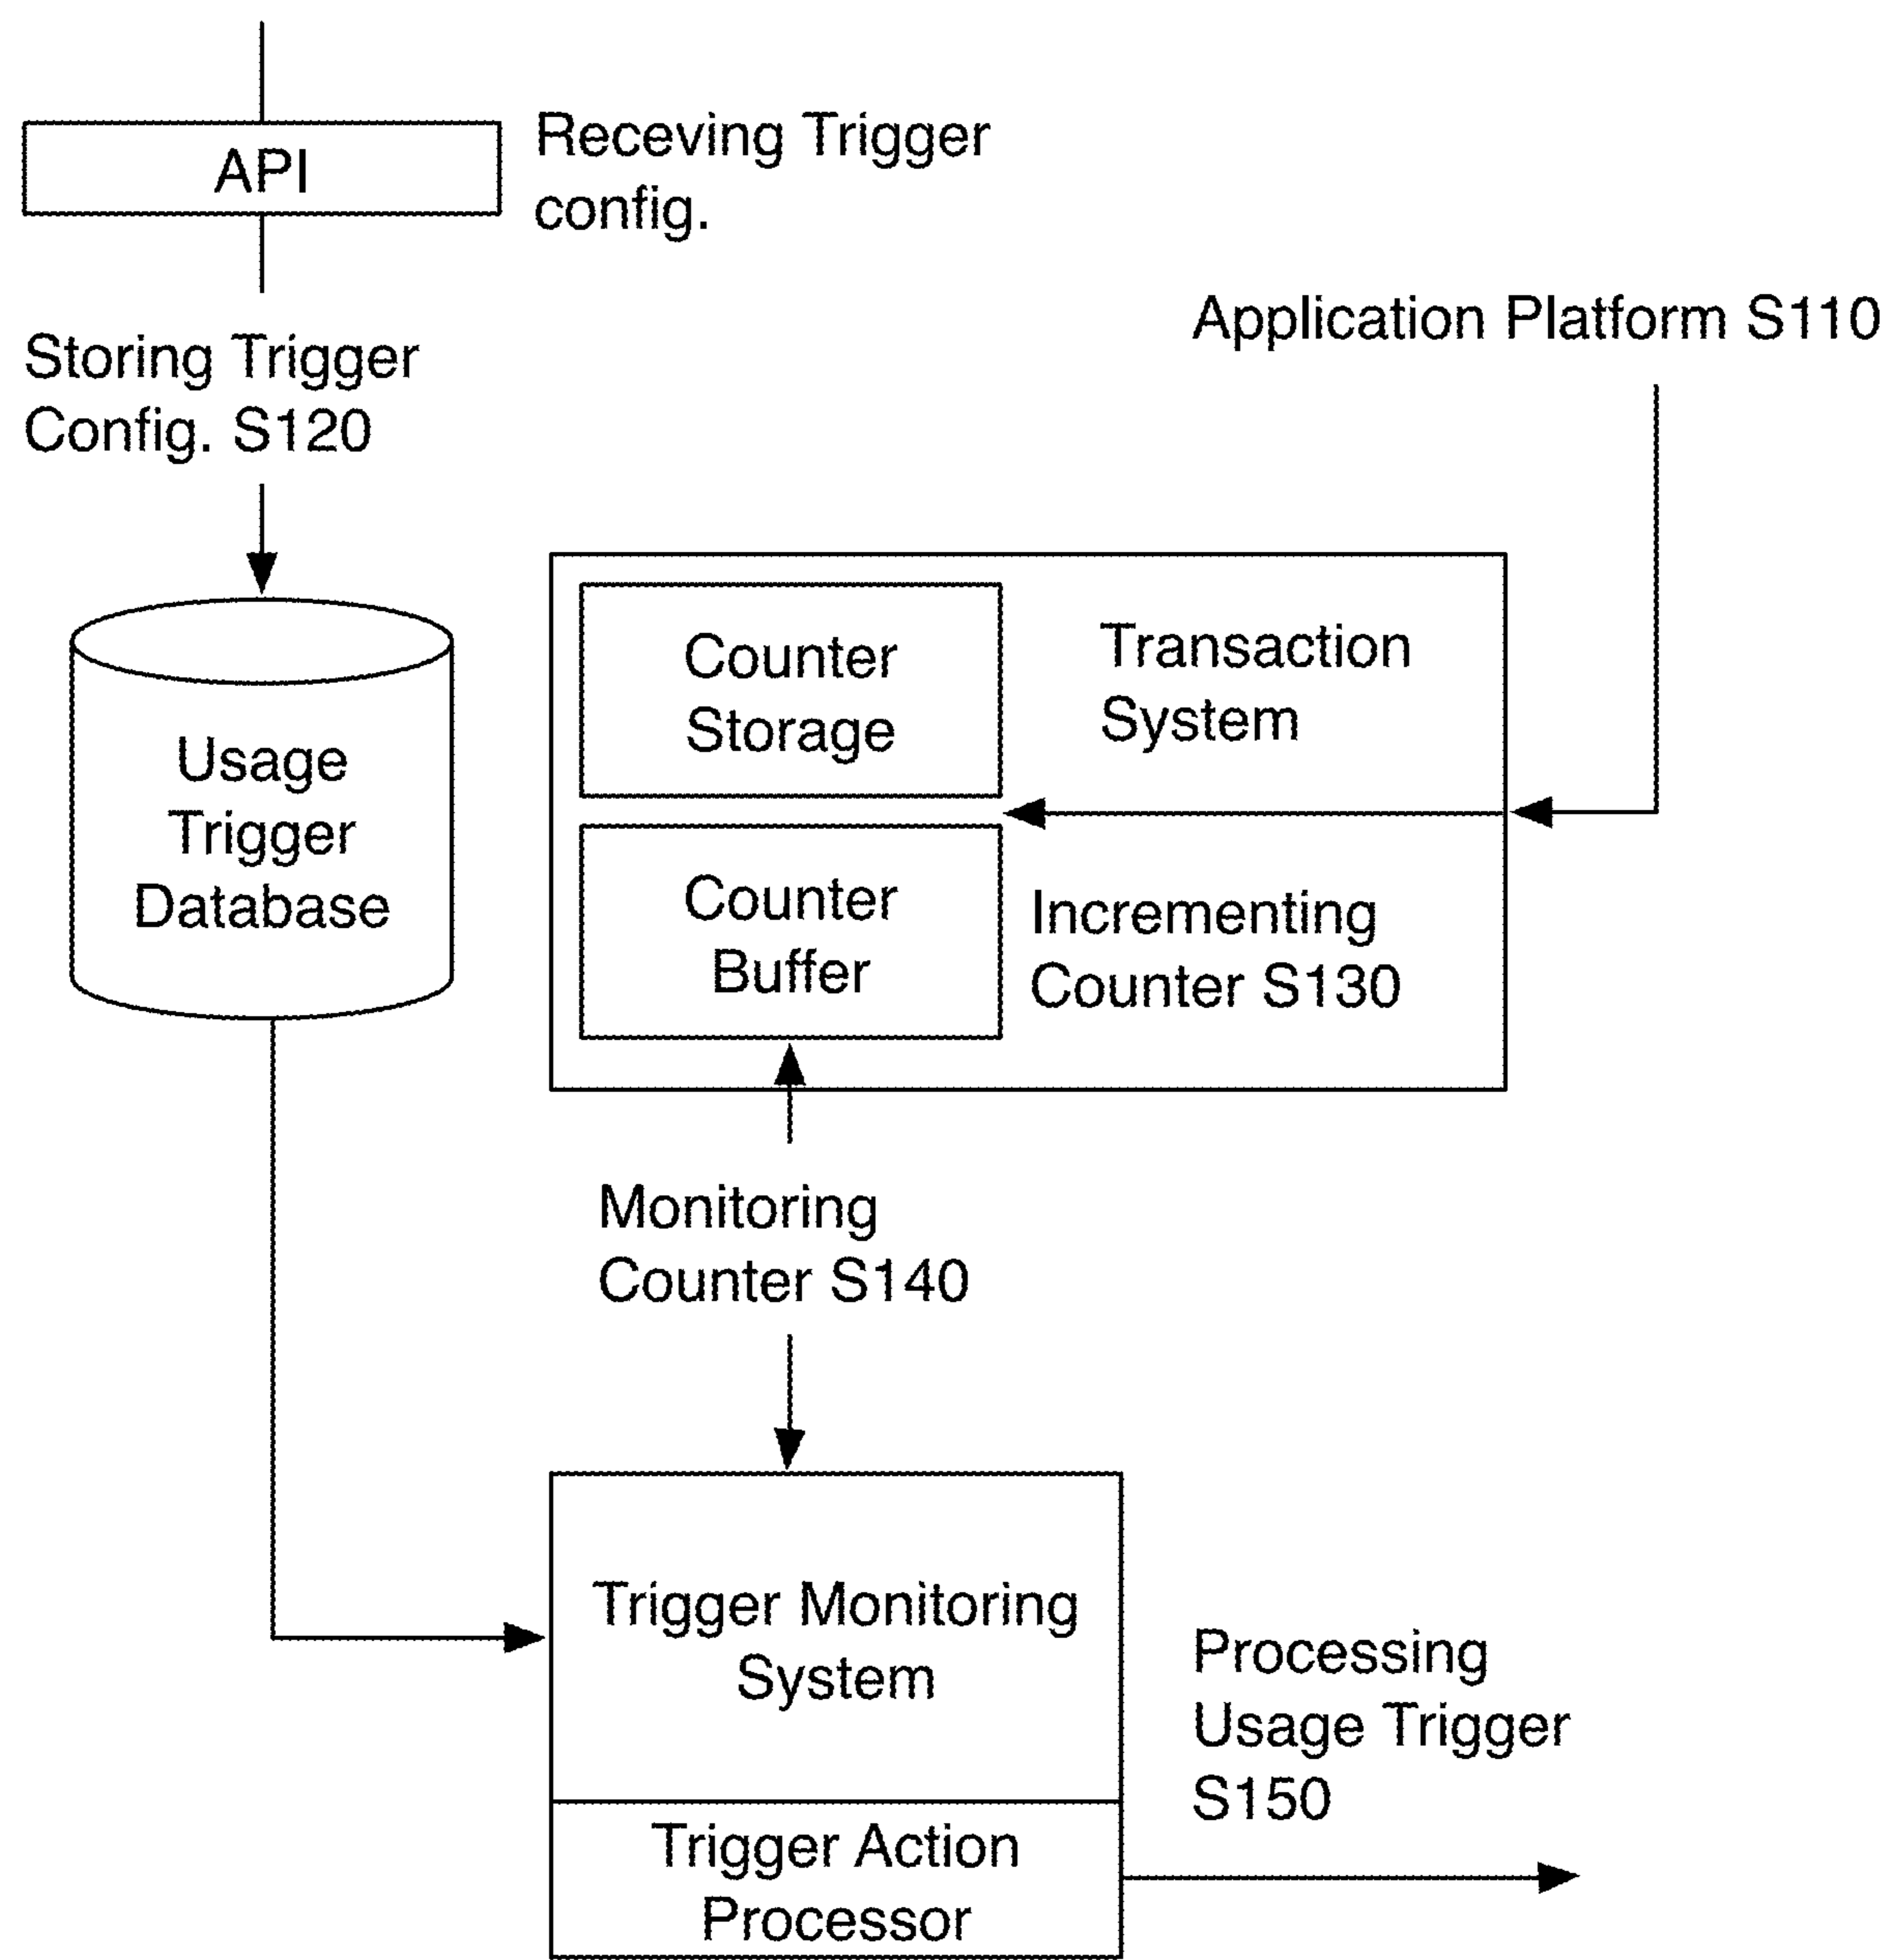 API
Receving Trigger
config.
Application Platform S110
Storing Trigger
Config. S120
Usage
Trigger
Database
Counter
Storage
Transaction
System
Counter
Buffer
Incrementing
Counter S130
Monitoring
Counter S140
Trigger Monitoring
System
Processing
Usage Trigger
S150
Trigger Action
Processor